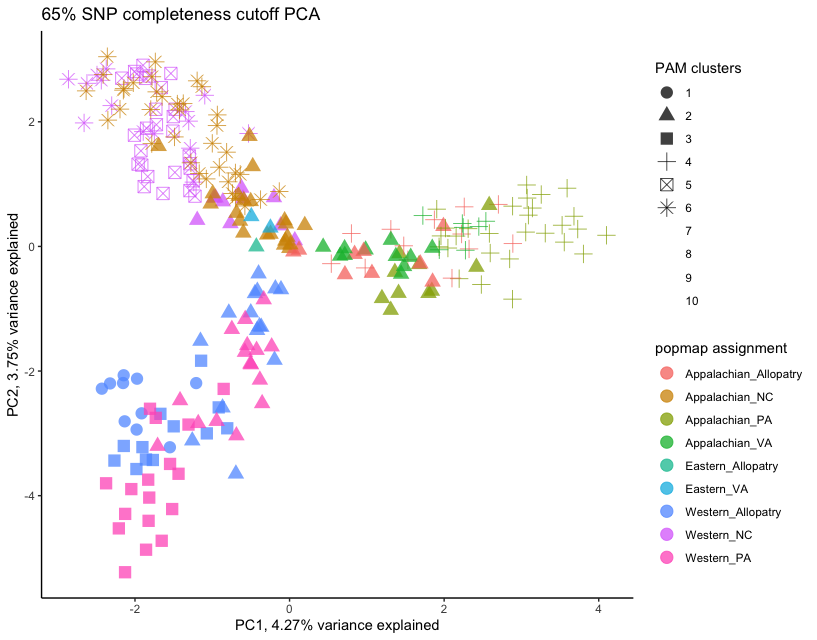 65% SNP completeness cutoff PCA
PC2, 3.75% variance explained
2
0
-2
-4
-2
0
2
4
PC1, 4.27% variance explained
PAM clusters
1
2
3
4
5
6
7
8
9
10
popmap assignment
Appalachian_Allopatry
Appalachian_NC
Appalachian_PA
Appalachian_VA
Eastern_Allopatry
Eastern_VA
Western_Allopatry
Western_NC
Western_PA